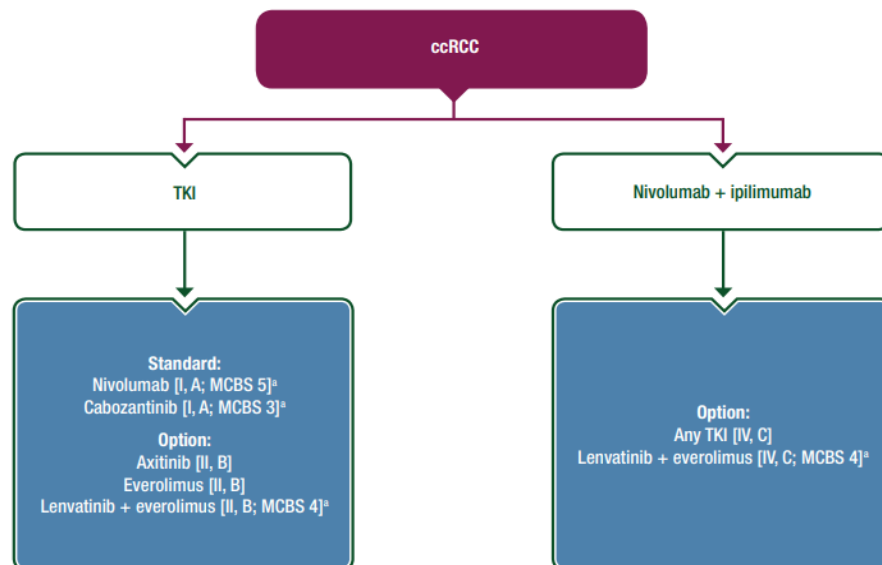 ccRCC
TKI
Nivolumab + ipilimumab
Standard:
Nivolumab [I, A; MCBS 5]ᵃ
Cabozantinib [I, A; MCBS 3]ᵃ
Option:
Axitinib [II, B]
Everolimus [II, B]
Lenvatinib + everolimus [II, B; MCBS 4]ᵃ
Option:
Any TKI [IV, C]
Lenvatinib + everolimus [IV, C; MCBS 4]ᵃ